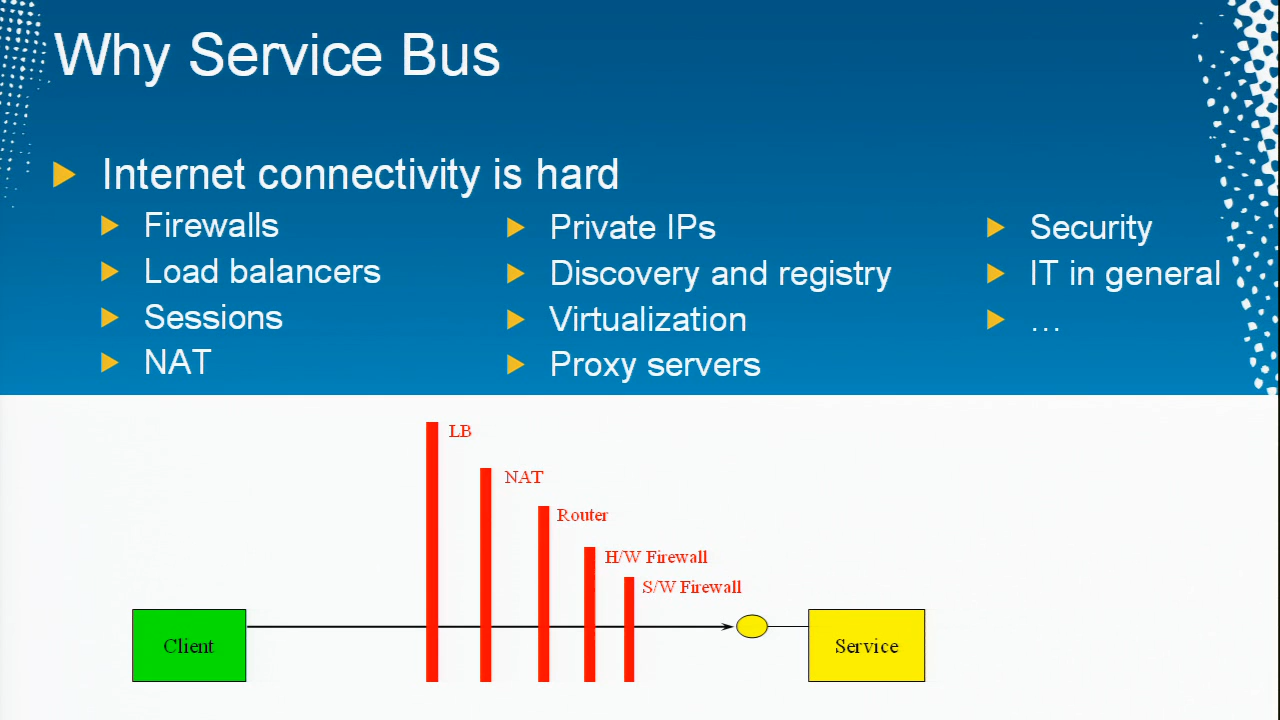 Why Service Bus
Internet connectivity is hard
Firewalls
Load balancers
Sessions
NAT
Private IPs
Discovery and registry
Virtualization
Proxy servers
Security
IT in general
…
LB
NAT
Router
H/W Firewall
S/W Firewall
Client
Service